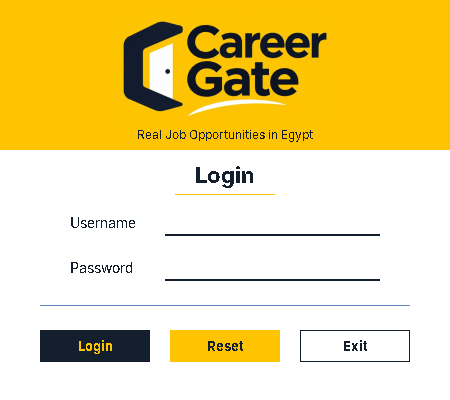 Career
Gate
Real Job Opportunities in Egypt
Login
Username
Password
Login
Reset
Exit